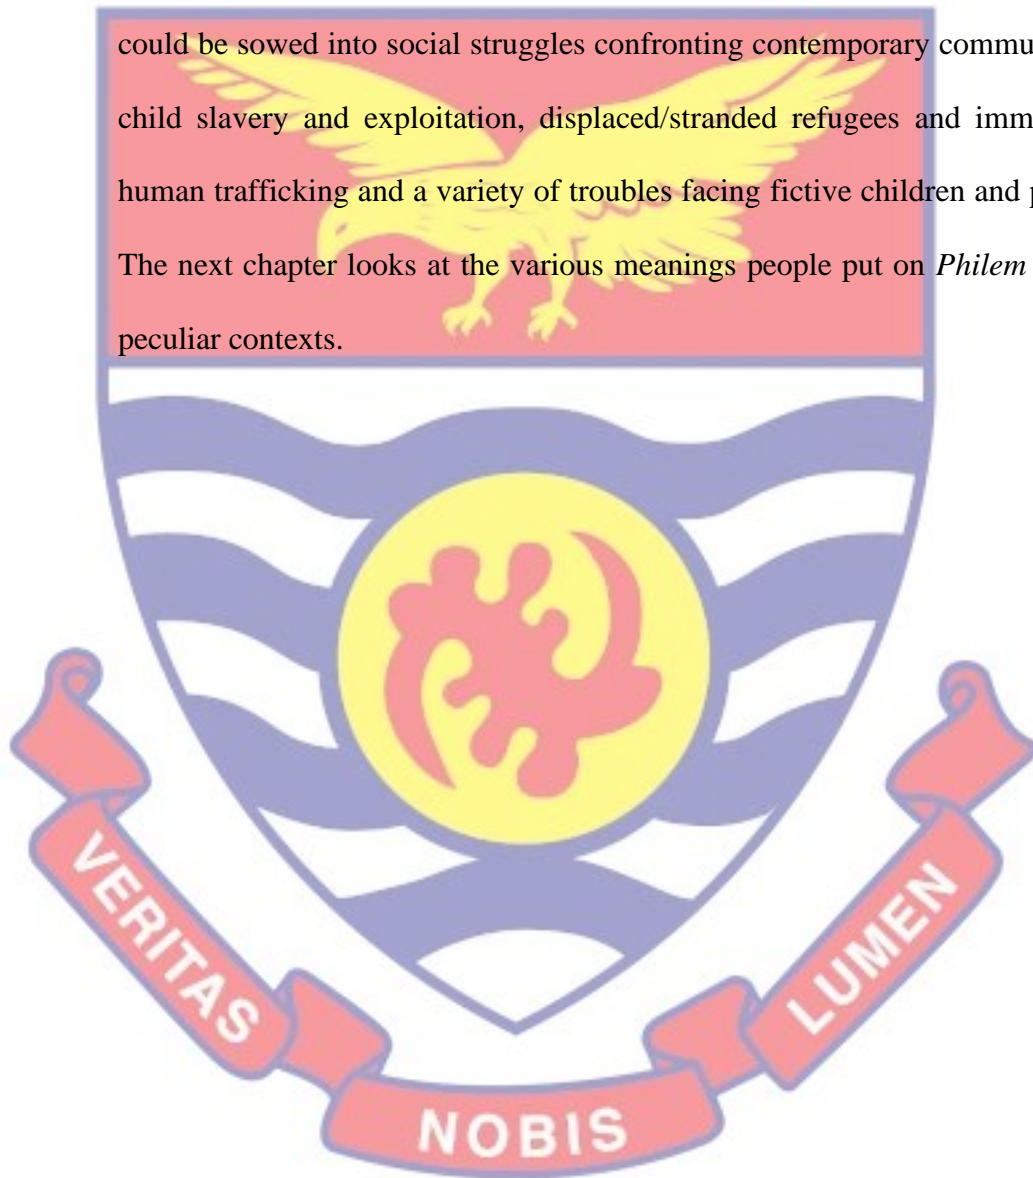 could be sowed into social struggles confronting contemporary commu
child slavery and exploitation, displaced/stranded refugees and imm
human trafficking and a variety of troubles facing fictive children and p
The next chapter looks at the various meanings people put on Philem
peculiar contexts.
VERITAS
NOBIS
LUMEN